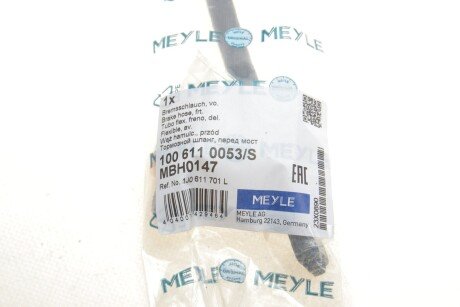 MEYLE
MEYLE
1x
Bremsschlauch, vo.
Brake hose, frt.
Tubo flex. freno, del.
Flexible, av.
Wąż hamulc., przód
Тормозной шланг, перед мост
100 611 0053/S
MBH0147
Ref. No. 1J0 611 701 L
EAC
MEYLE
MEYLE AG
Hamburg 22143, Germany
MEYLE
MEYLE